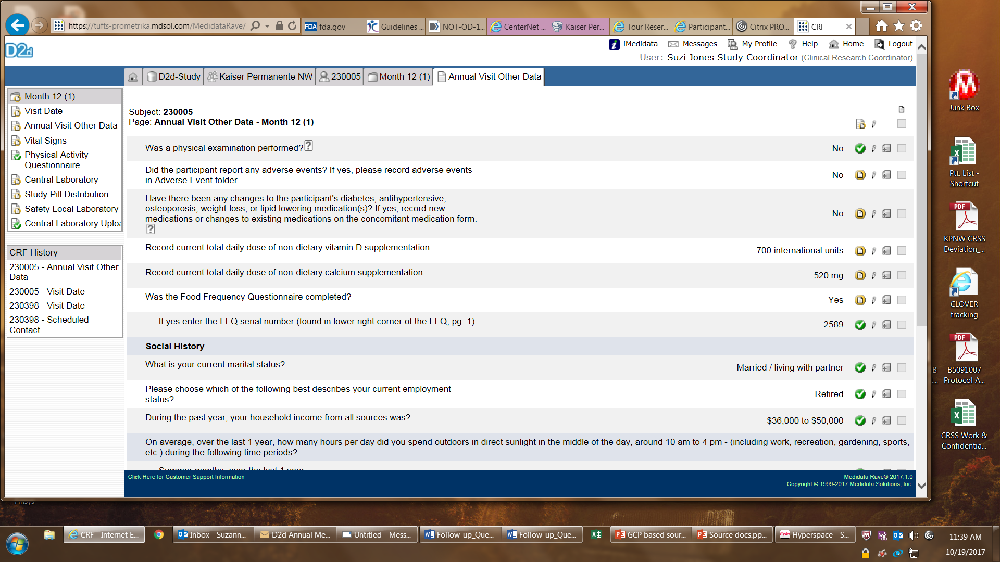 https://tufts-prometrika.mdsol.com/MedidataRave/
FDA fda.gov
Guidelines ...
NOT-OD-1...
CenterNet ...
Kaiser Per...
Tour Reser...
Participant...
Citrix PRO...
CRF
D2d
iMedidata
Messages
My Profile
Help
Home
Logout
User: Suzi Jones Study Coordinator (Clinical Research Coordinator)
D2d-Study
Kaiser Permanente NW
230005
Month 12 (1)
Annual Visit Other Data
Month 12 (1)
Visit Date
Annual Visit Other Data
Vital Signs
Physical Activity
Questionnaire
Central Laboratory
Study Pill Distribution
Safety Local Laboratory
Central Laboratory Uploa
CRF History
230005 - Annual Visit Other
Data
230005 - Visit Date
230398 - Visit Date
230398 - Scheduled
Contact
Subject: 230005
Page: Annual Visit Other Data - Month 12 (1)
Was a physical examination performed? ?
No
Did the participant report any adverse events? If yes, please record adverse events
in Adverse Event folder.
No
Have there been any changes to the participant's diabetes, antihypertensive,
osteoporosis, weight-loss, or lipid lowering medication(s)? If yes, record new
medications or changes to existing medications on the concomitant medication form.
?
No
Record current total daily dose of non-dietary vitamin D supplementation
700 international units
Record current total daily dose of non-dietary calcium supplementation
520 mg
Was the Food Frequency Questionnaire completed?
Yes
If yes enter the FFQ serial number (found in lower right corner of the FFQ, pg. 1):
2589
Social History
What is your current marital status?
Married / living with partner
Please choose which of the following best describes your current employment
status?
Retired
During the past year, your household income from all sources was?
$36,000 to $50,000
On average, over the last 1 year, how many hours per day did you spend outdoors in direct sunlight in the middle of the day, around 10 am to 4 pm - (including work, recreation, gardening, sports,
etc.) during the following time periods?
Summer months, over the last 1 year
Click Here for Customer Support Information
Medidata Rave® 2017.1.0
Copyright © 1999-2017 Medidata Solutions, Inc.
Junk Box
Ptt. List -
Shortcut
PDF
KPNW CRSS
Deviation_...
CLOVER
tracking
PDF
B5091007
Protocol A...
CRSS Work &
Confidentia...
CRF - Internet E...
Inbox - Suzann...
D2d Annual Me...
Untitled - Mess...
Follow-up_Que...
Follow-up_Que...
GCP based sour...
Source docs.pp...
Epic Hyperspace - S...
11:39 AM
10/19/2017